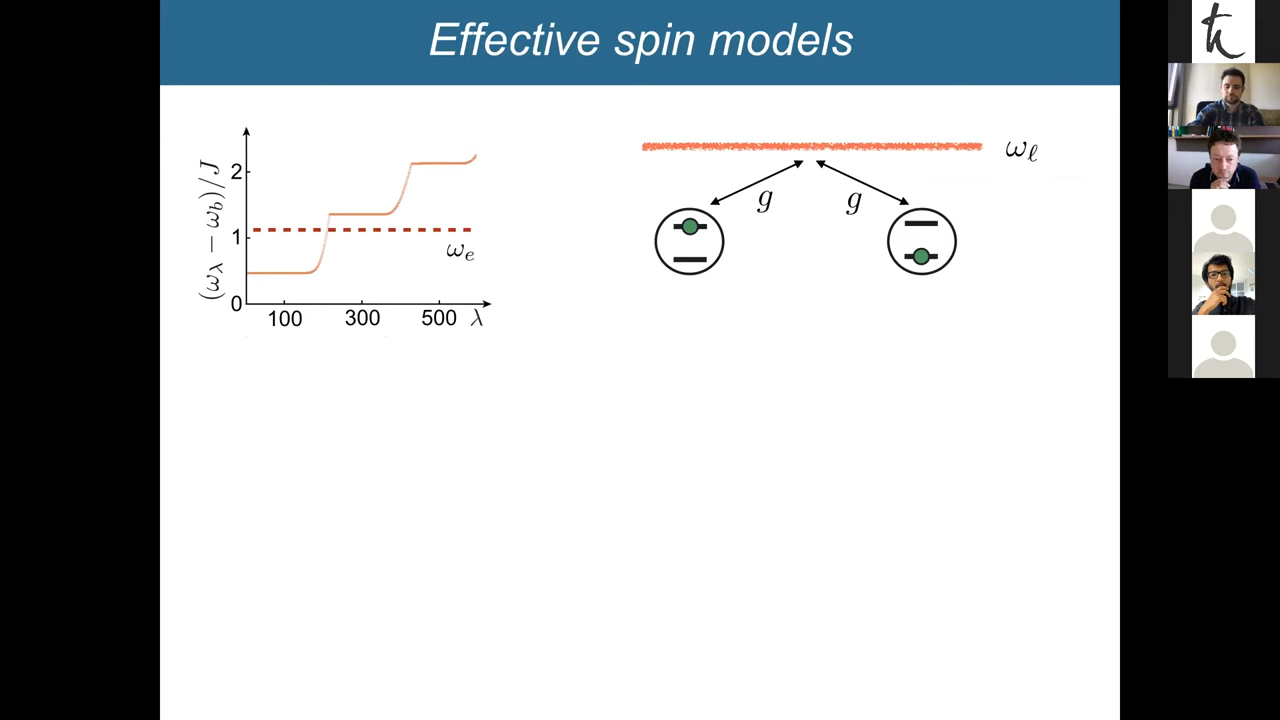 Effective spin models
(ω_λ − ω_b)/J
2
1
0
100
300
500
λ
ω_e
ω_ℓ
g
g